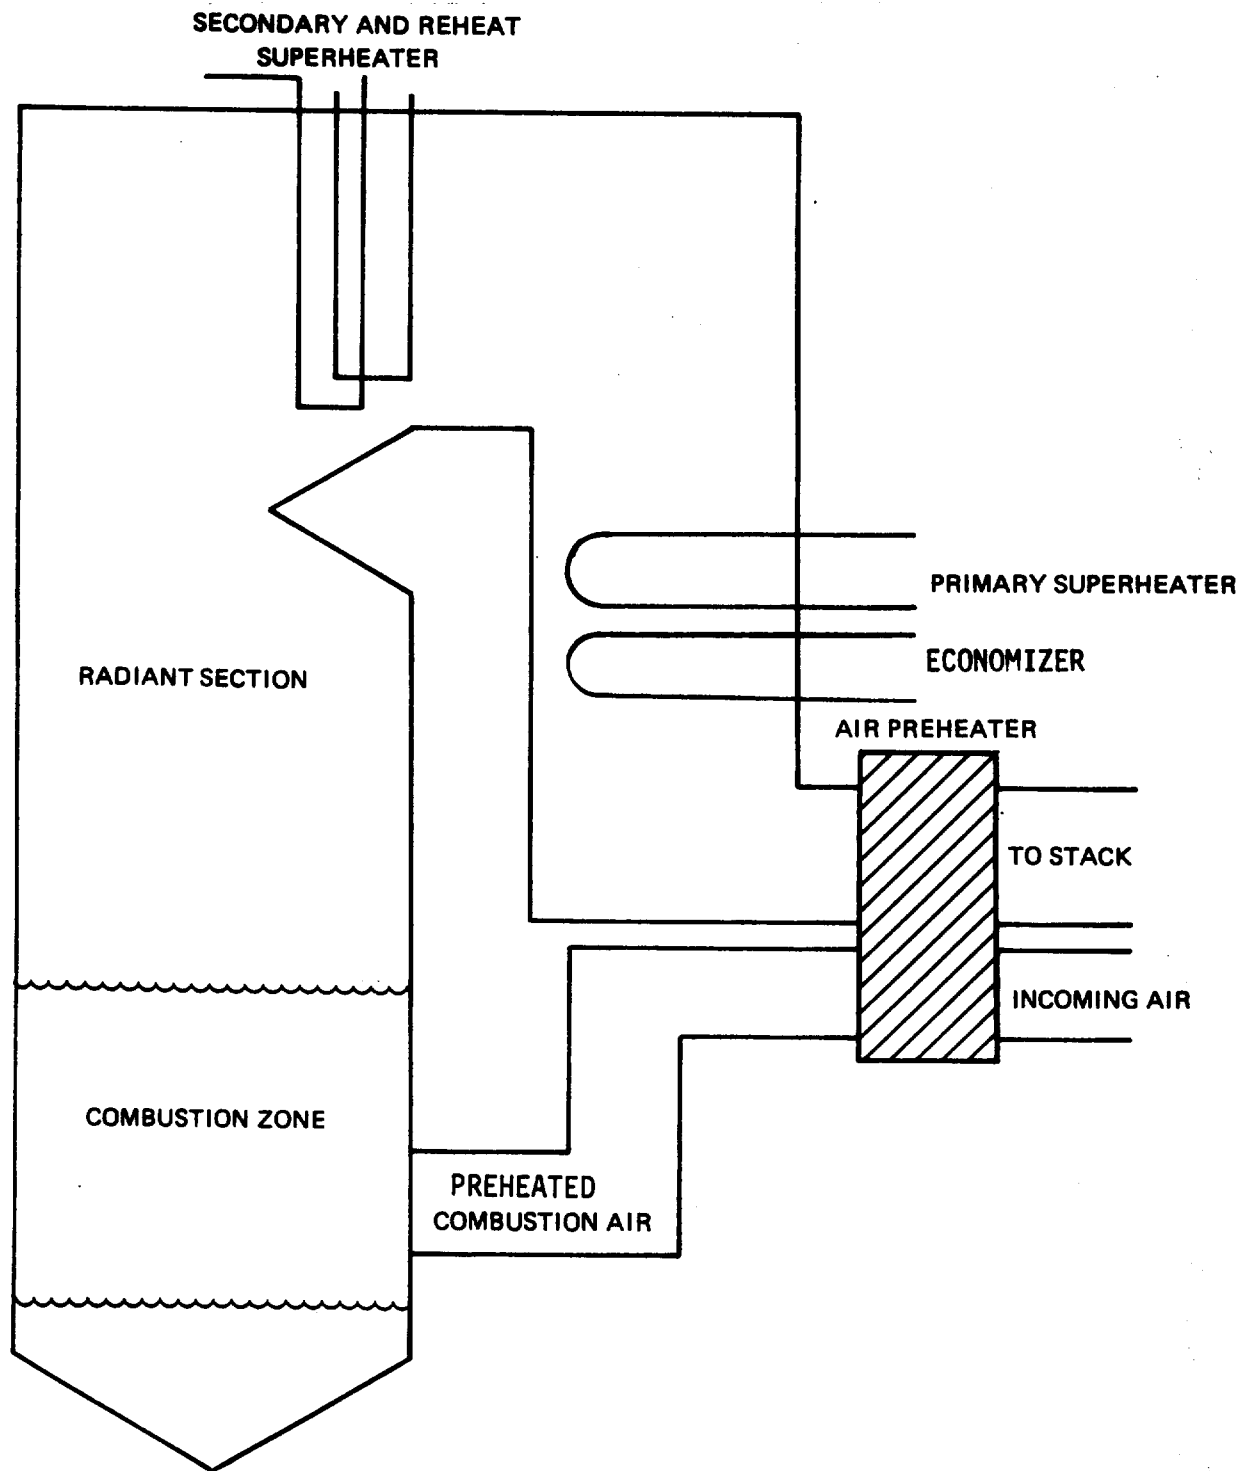 SECONDARY AND REHEAT
SUPERHEATER
PRIMARY SUPERHEATER
ECONOMIZER
RADIANT SECTION
AIR PREHEATER
TO STACK
INCOMING AIR
COMBUSTION ZONE
PREHEATED
COMBUSTION AIR